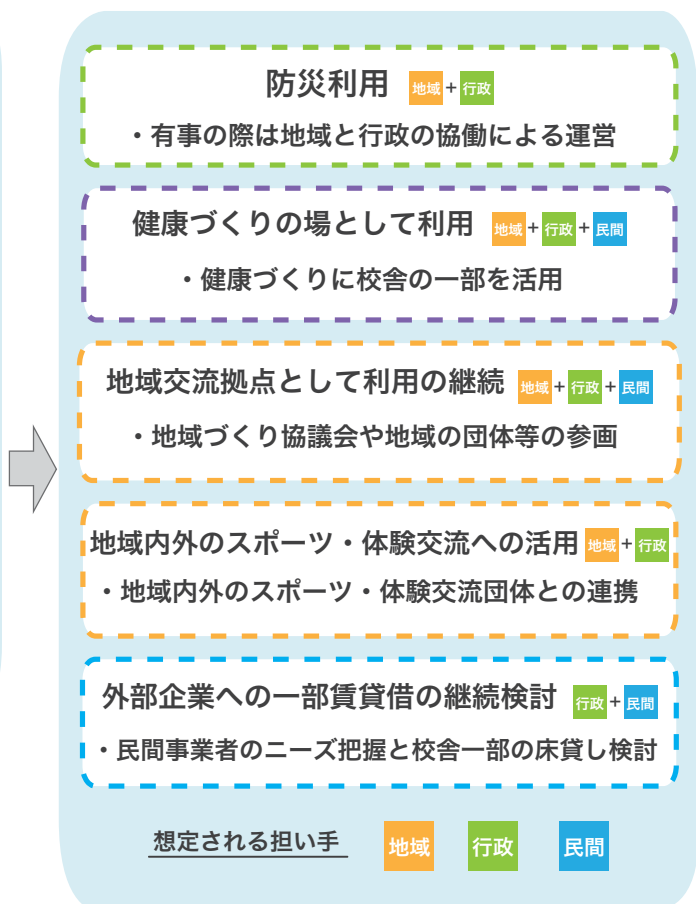 防災利用 地域+行政
・有事の際は地域と行政の協働による運営
健康づくりの場として利用 地域+行政+民間
・健康づくりに校舎の一部を活用
地域交流拠点として利用の継続 地域+行政+民間
・地域づくり協議会や地域の団体等の参画
地域内外のスポーツ・体験交流への活用 地域+行政
・地域内外のスポーツ・体験交流団体との連携
外部企業への一部賃貸借の継続検討 行政+民間
・民間事業者のニーズ把握と校舎一部の床貸し検討
想定される担い手 地域 行政 民間